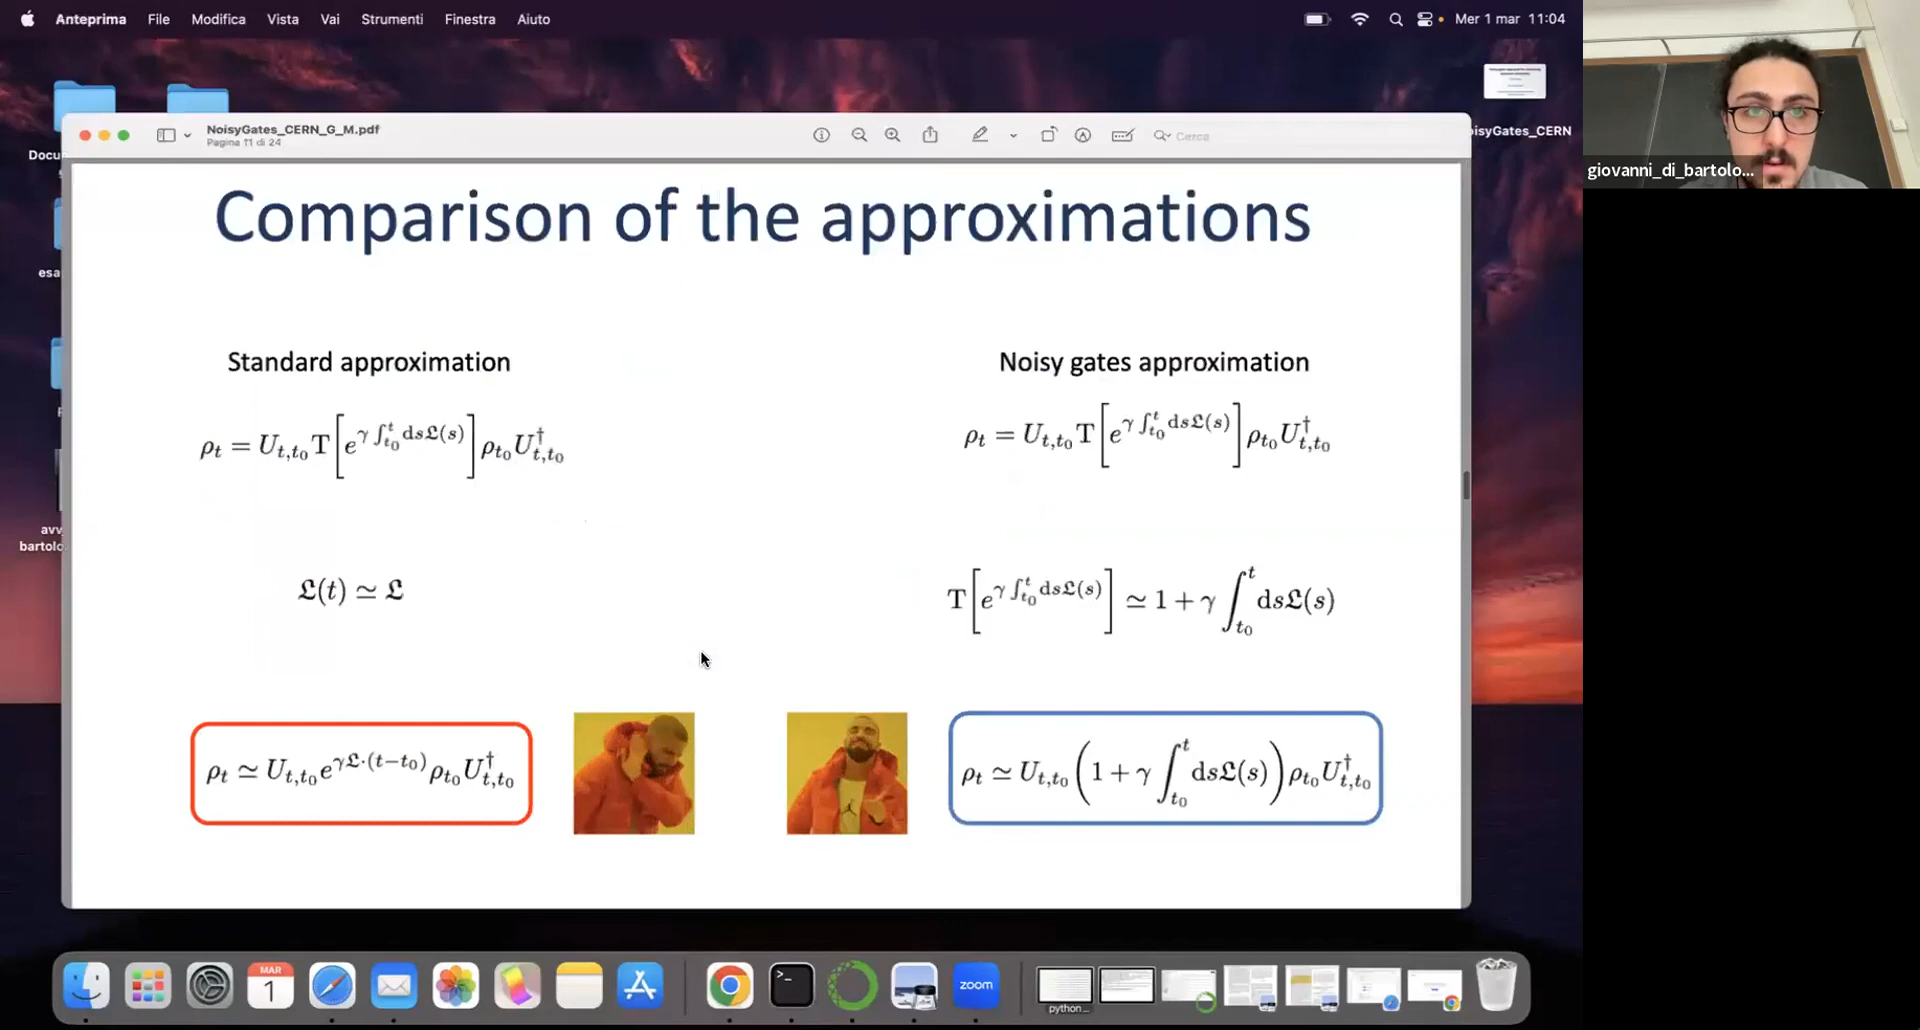 Anteprima File Modifica Vista Vai Strumenti Finestra Aiuto Mer 1 mar 11:04
NoisyGates_CERN_G_M.pdf
Pagina 11 di 24
Cerca
isyGates_CERN
Docu
esa
avv
bartolo
giovanni_di_bartolo...
Comparison of the approximations
Standard approximation
ρ_t = U_{t,t_0} T[e^{γ ∫_{t_0}^{t} ds𝔏(s)}] ρ_{t_0} U†_{t,t_0}
𝔏(t) ≃ 𝔏
ρ_t ≃ U_{t,t_0} e^{γ𝔏·(t−t_0)} ρ_{t_0} U†_{t,t_0}
Noisy gates approximation
ρ_t = U_{t,t_0} T[e^{γ ∫_{t_0}^{t} ds𝔏(s)}] ρ_{t_0} U†_{t,t_0}
T[e^{γ ∫_{t_0}^{t} ds𝔏(s)}] ≃ 1 + γ ∫_{t_0}^{t} ds𝔏(s)
ρ_t ≃ U_{t,t_0} (1 + γ ∫_{t_0}^{t} ds𝔏(s)) ρ_{t_0} U†_{t,t_0}
MAR
1
zoom
python...